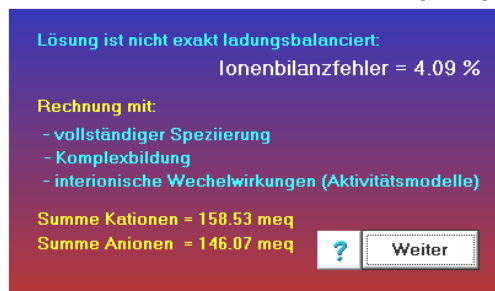 Lösung ist nicht exakt ladungsbalanciert:
Ionenbilanzfehler = 4.09 %
Rechnung mit:
- vollständiger Speziierung
- Komplexbildung
- interionische Wechelwirkungen (Aktivitätsmodelle)
Summe Kationen = 158.53 meq
Summe Anionen = 146.07 meq
? Weiter